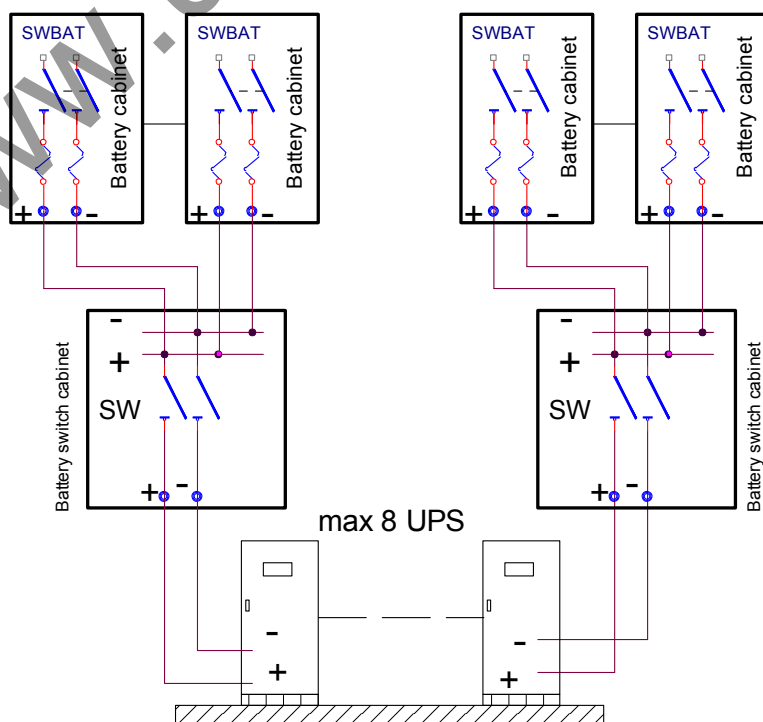 SWBAT
Battery cabinet
+ -
SWBAT
Battery cabinet
+ -
SWBAT
Battery cabinet
+ -
SWBAT
Battery cabinet
+ -
-
+
SW
Battery switch cabinet
+ -
-
+
SW
Battery switch cabinet
+ -
max 8 UPS
-
+
-
+